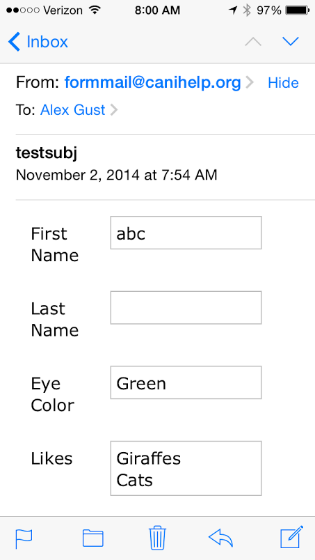 Verizon 8:00 AM 97%
Inbox
From: formmail@canihelp.org Hide
To: Alex Gust
testsubj
November 2, 2014 at 7:54 AM
First abc
Name
Last
Name
Eye Green
Color
Likes Giraffes
Cats